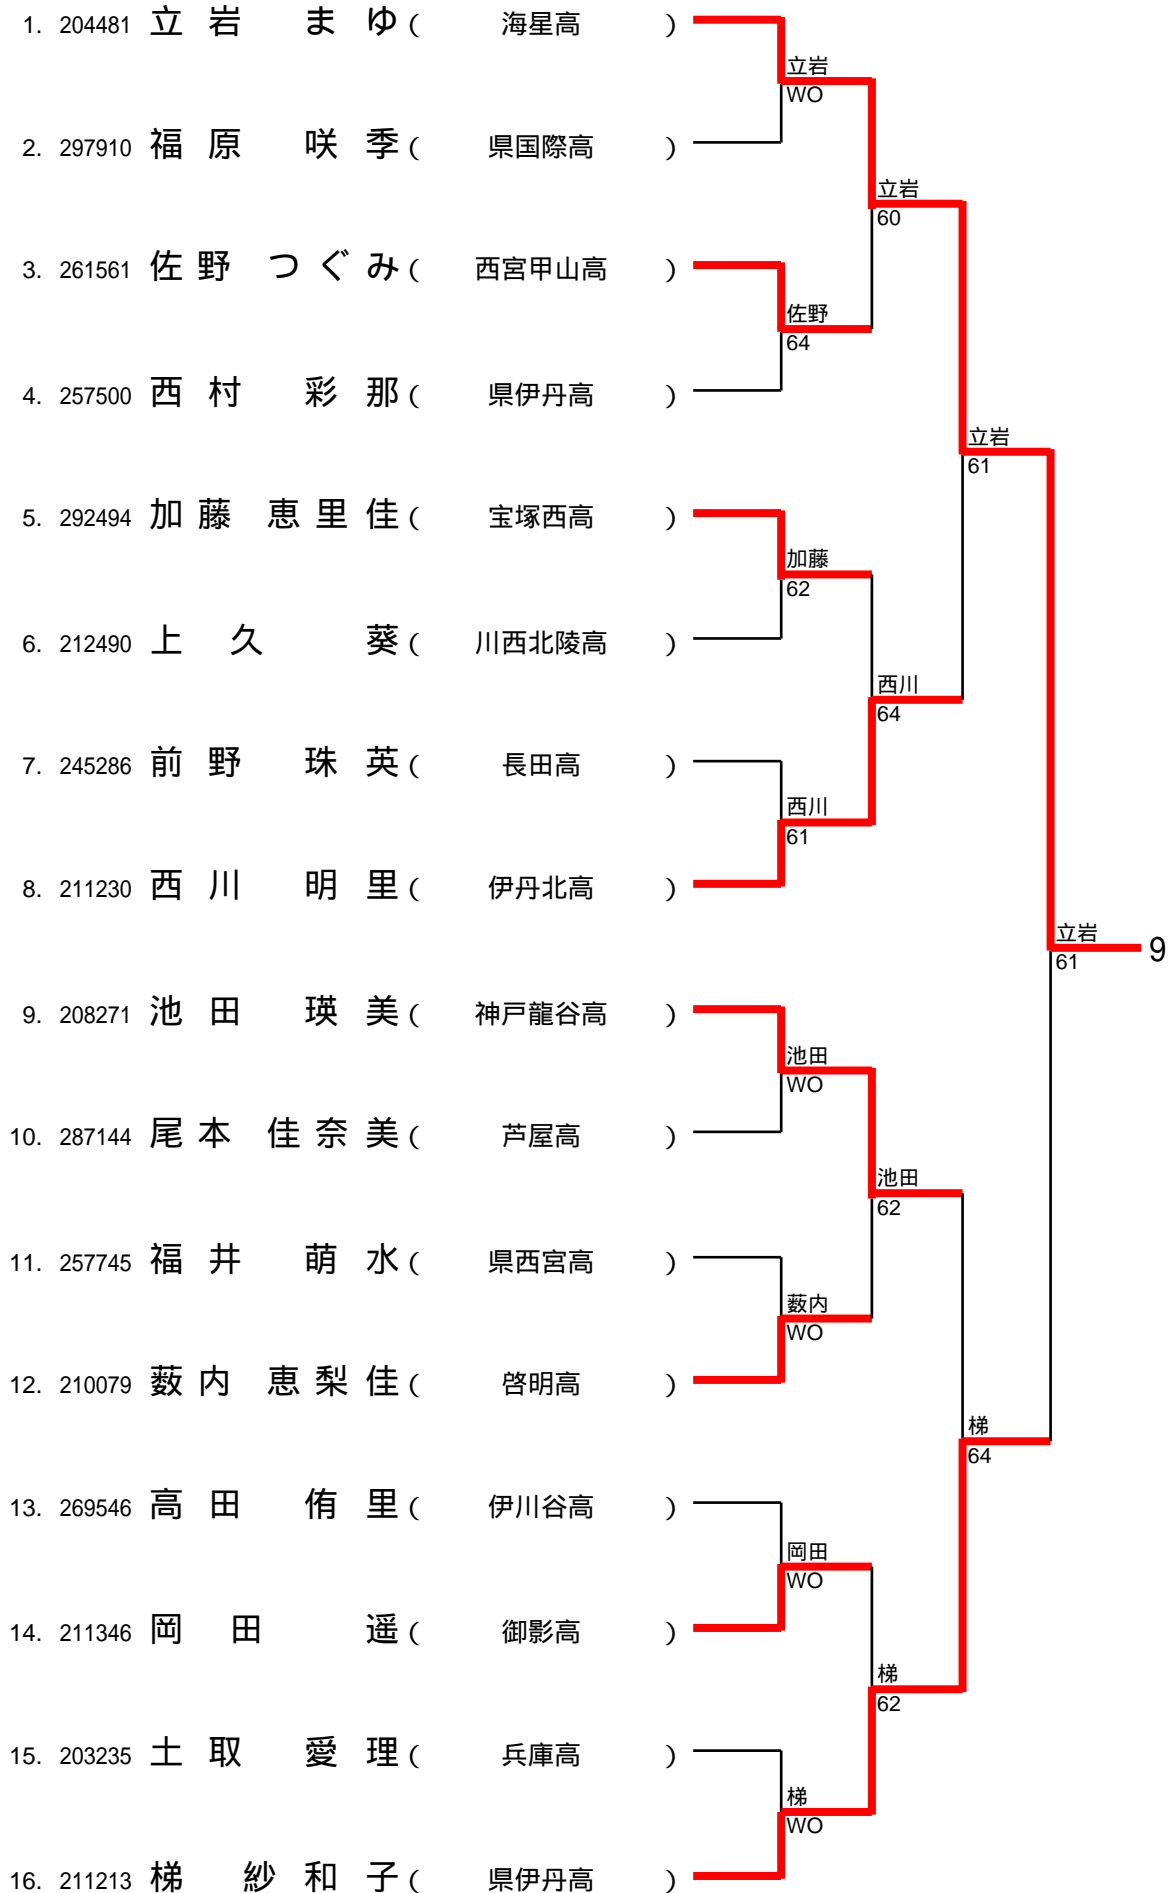 1. 204481 立岩 まゆ ( 海星高 )
立岩
WO
2. 297910 福原 咲季 ( 県国際高 )
立岩
60
3. 261561 佐野 つぐみ ( 西宮甲山高 )
佐野
64
4. 257500 西村 彩那 ( 県伊丹高 )
立岩
61
5. 292494 加藤 恵里佳 ( 宝塚西高 )
加藤
62
6. 212490 上久 葵 ( 川西北陵高 )
西川
64
7. 245286 前野 珠英 ( 長田高 )
西川
61
8. 211230 西川 明里 ( 伊丹北高 )
立岩
61
9
9. 208271 池田 瑛美 ( 神戸龍谷高 )
池田
WO
10. 287144 尾本 佳奈美 ( 芦屋高 )
池田
62
11. 257745 福井 萌水 ( 県西宮高 )
薮内
WO
12. 210079 薮内 恵梨佳 ( 啓明高 )
梯
64
13. 269546 高田 侑里 ( 伊川谷高 )
岡田
WO
14. 211346 岡田 遥 ( 御影高 )
梯
62
15. 203235 土取 愛理 ( 兵庫高 )
梯
WO
16. 211213 梯 紗和子 ( 県伊丹高 )